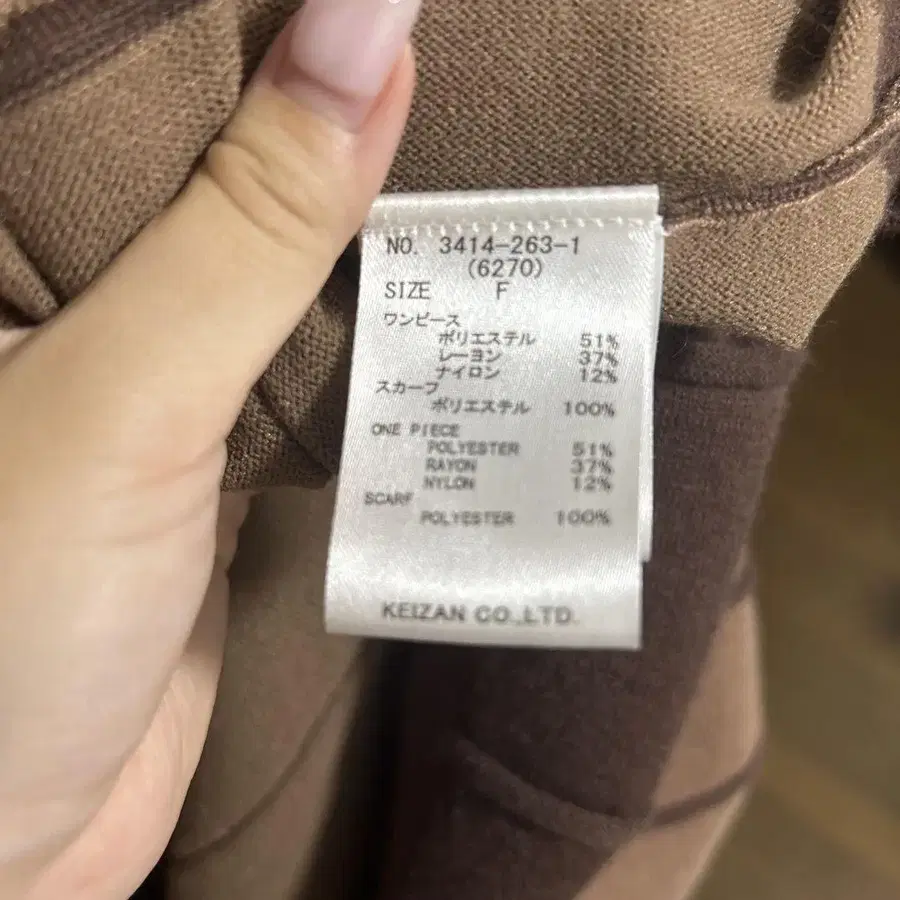 NO. 3414-263-1
(6270)
SIZE F
ワンピース
ポリエステル 51%
レーヨン 37%
ナイロン 12%
スカーフ
ポリエステル 100%
ONE PIECE
POLYESTER 51%
RAYON 37%
NYLON 12%
SCARF
POLYESTER 100%
KEIZAN CO.,LTD.